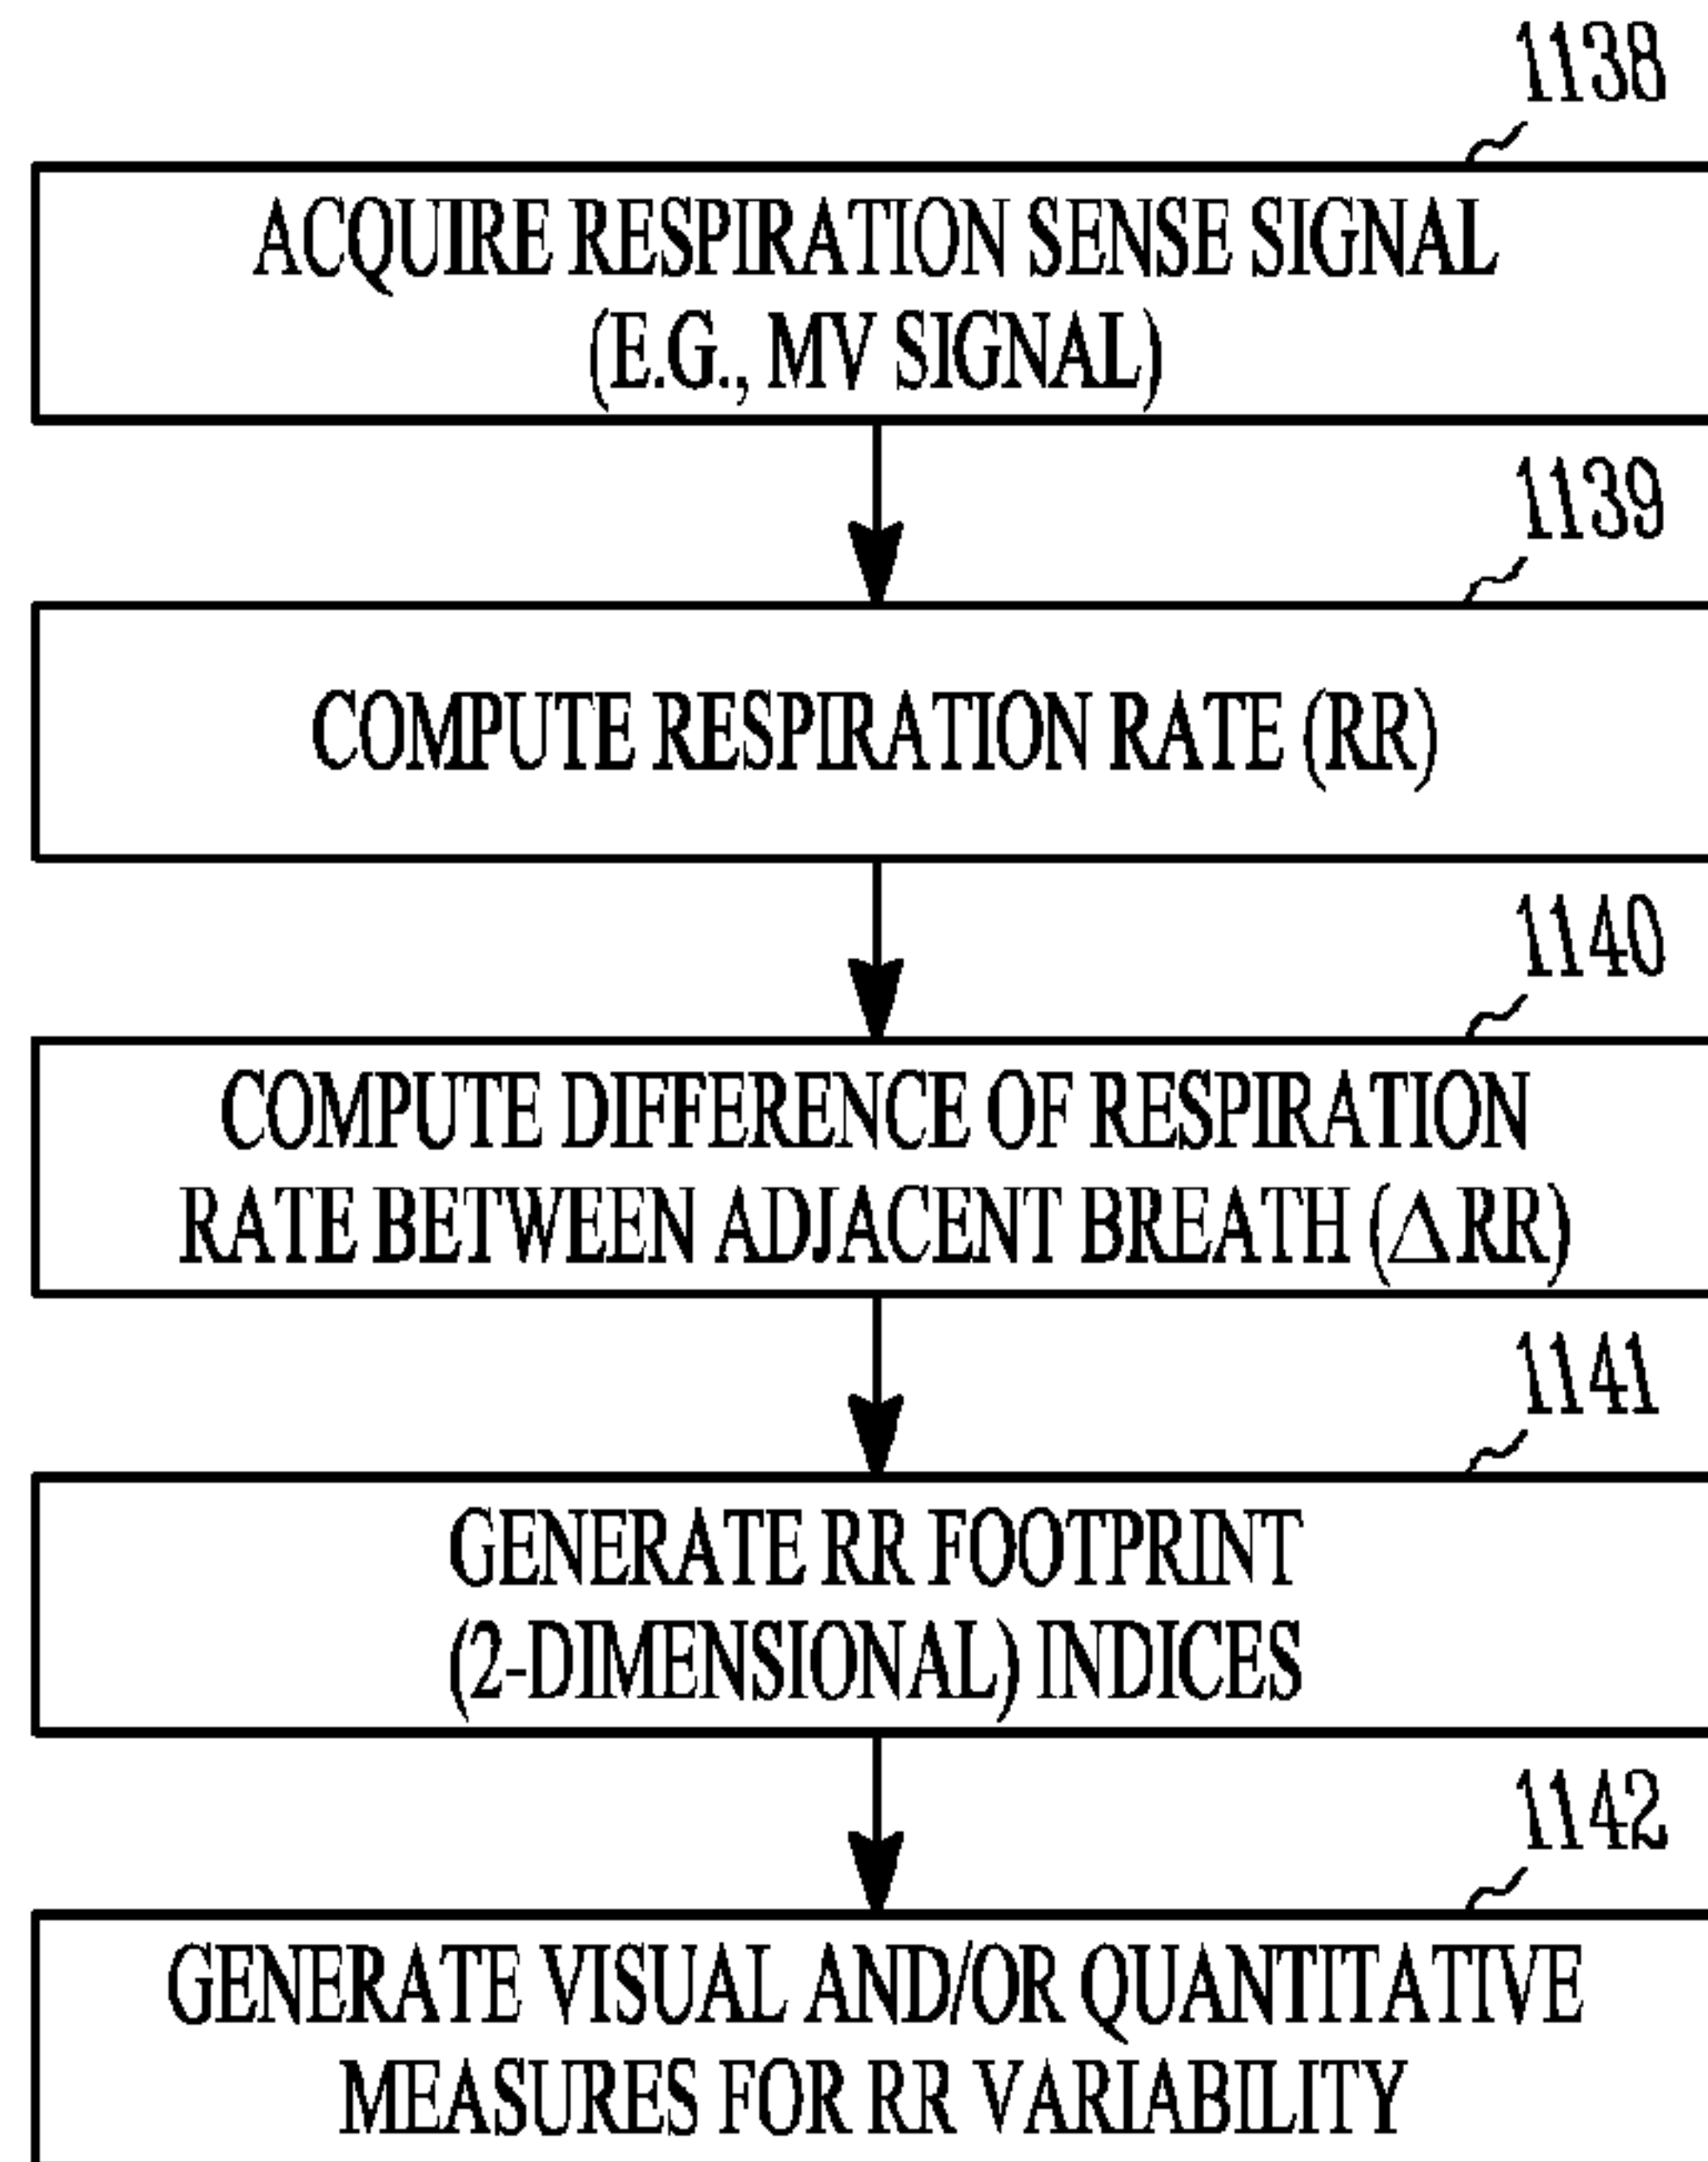 1138
ACQUIRE RESPIRATION SENSE SIGNAL
(E.G., MV SIGNAL)
1139
COMPUTE RESPIRATION RATE (RR)
1140
COMPUTE DIFFERENCE OF RESPIRATION
RATE BETWEEN ADJACENT BREATH (△RR)
1141
GENERATE RR FOOTPRINT
(2-DIMENSIONAL) INDICES
1142
GENERATE VISUAL AND/OR QUANTITATIVE
MEASURES FOR RR VARIABILITY